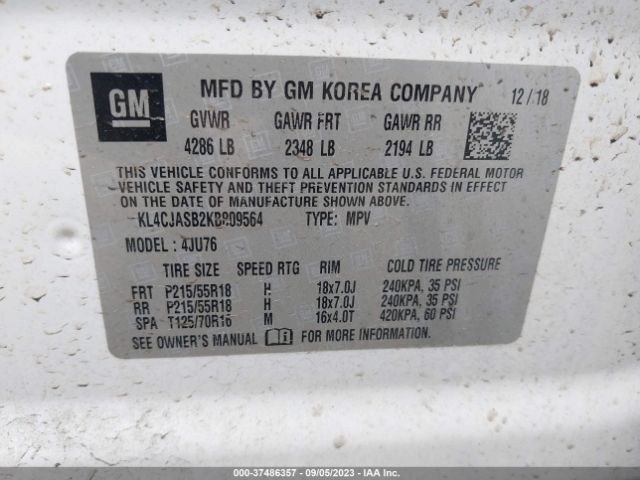 GM
MFD BY GM KOREA COMPANY 12/18
GVWR GAWR FRT GAWR RR
4286 LB 2348 LB 2194 LB
THIS VEHICLE CONFORMS TO ALL APPLICABLE U.S. FEDERAL MOTOR
VEHICLE SAFETY AND THEFT PREVENTION STANDARDS IN EFFECT
ON THE DATE OF MANUFACTURE SHOWN ABOVE.
TYPE: MPV
MODEL: 4JU76
TIRE SIZE SPEED RTG RIM COLD TIRE PRESSURE
FRT P215/55R18 H 18x7.0J 240KPA, 35 PSI
RR P215/55R18 H 18x7.0J 240KPA, 35 PSI
SPA T125/70R16 M 16x4.0T 420KPA, 60 PSI
SEE OWNER'S MANUAL FOR MORE INFORMATION.
000-37486357 - 09/05/2023 - IAA Inc.